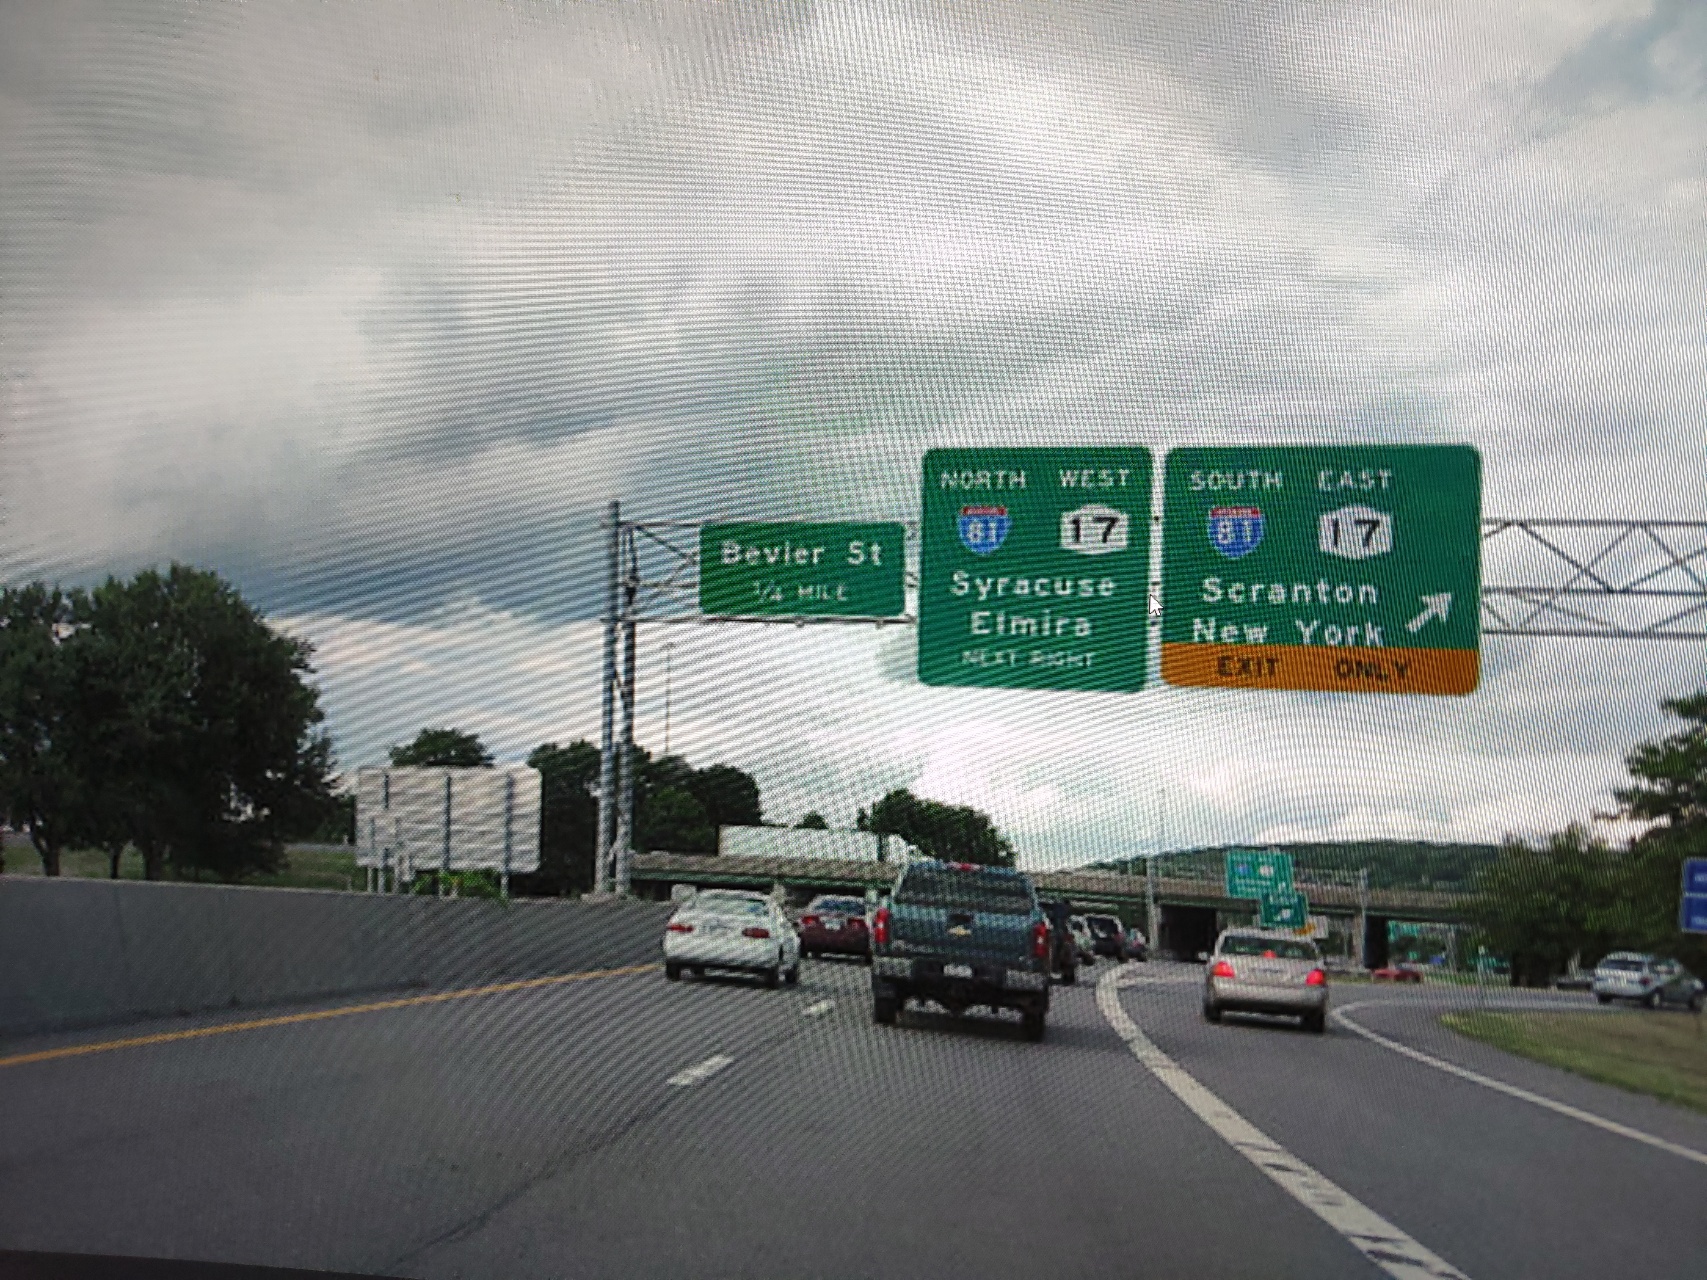 Bevier St
3/4 MILE
NORTH WEST
81 17
Syracuse
Elmira
NEXT RIGHT
SOUTH EAST
81 17
Scranton
New York
EXIT ONLY